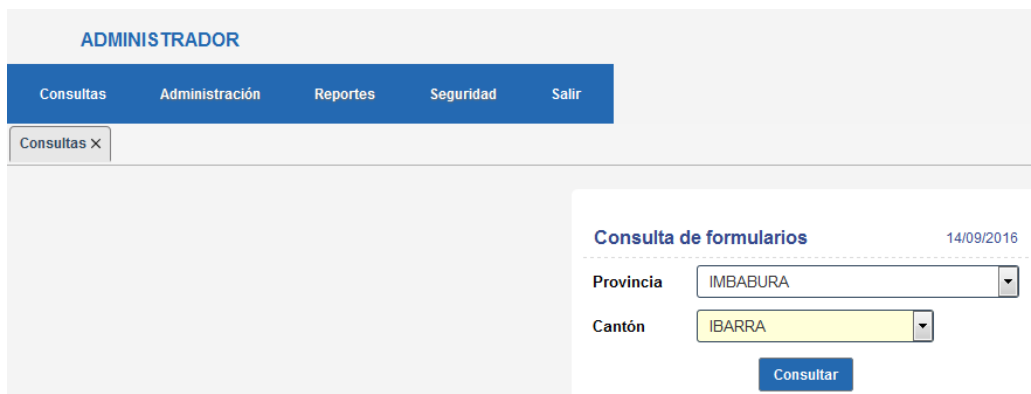 ADMINISTRADOR
Consultas Administración Reportes Seguridad Salir
Consultas X
Consulta de formularios 14/09/2016
Provincia IMBABURA
Cantón IBARRA
Consultar